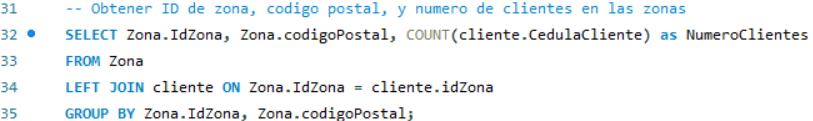 31 -- Obtener ID de zona, codigo postal, y numero de clientes en las zonas
32 SELECT Zona.IdZona, Zona.codigoPostal, COUNT(cliente.CedulaCliente) as NumeroClientes
33 FROM Zona
34 LEFT JOIN cliente ON Zona.IdZona = cliente.idZona
35 GROUP BY Zona.IdZona, Zona.codigoPostal;